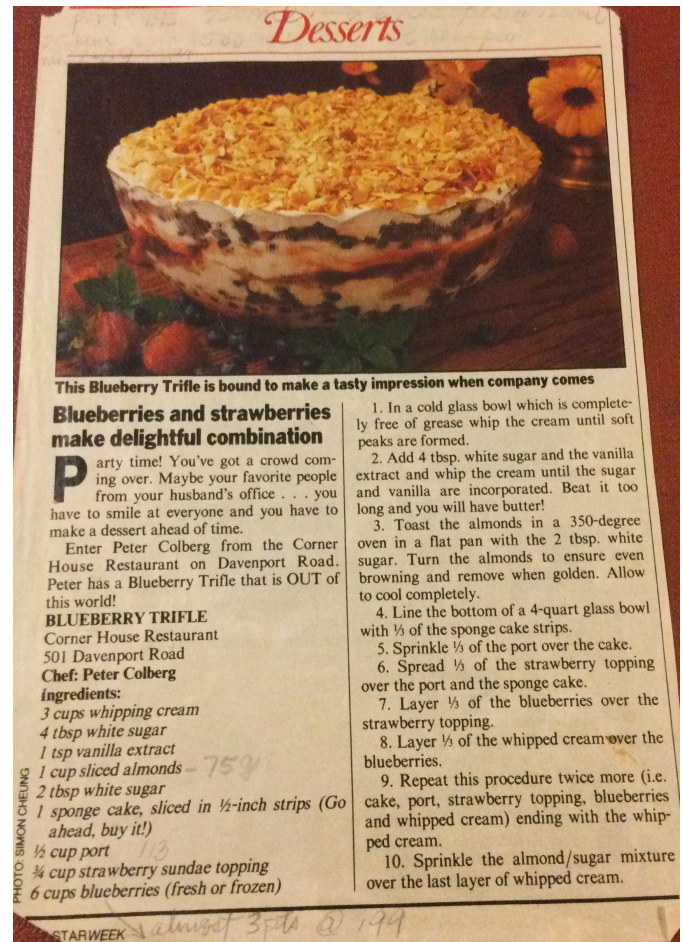 Desserts
This Blueberry Trifle is bound to make a tasty impression when company comes
Blueberries and strawberries
make delightful combination
Party time! You've got a crowd com-
ing over. Maybe your favorite people
from your husband's office . . . you
have to smile at everyone and you have to
make a dessert ahead of time.
Enter Peter Colberg from the Corner
House Restaurant on Davenport Road.
Peter has a Blueberry Trifle that is OUT of
this world!
BLUEBERRY TRIFLE
Corner House Restaurant
501 Davenport Road
Chef: Peter Colberg
Ingredients:
3 cups whipping cream
4 tbsp white sugar
1 tsp vanilla extract
1 cup sliced almonds - 75g
2 tbsp white sugar
1 sponge cake, sliced in ½-inch strips (Go
ahead, buy it!)
½ cup port 113
¾ cup strawberry sundae topping
6 cups blueberries (fresh or frozen)
almost 3 pts @ 199
PHOTO: SIMON CHEUNG
STARWEEK
1. In a cold glass bowl which is complete-
ly free of grease whip the cream until soft
peaks are formed.
2. Add 4 tbsp. white sugar and the vanilla
extract and whip the cream until the sugar
and vanilla are incorporated. Beat it too
long and you will have butter!
3. Toast the almonds in a 350-degree
oven in a flat pan with the 2 tbsp. white
sugar. Turn the almonds to ensure even
browning and remove when golden. Allow
to cool completely.
4. Line the bottom of a 4-quart glass bowl
with ⅓ of the sponge cake strips.
5. Sprinkle ⅓ of the port over the cake.
6. Spread ⅓ of the strawberry topping
over the port and the sponge cake.
7. Layer ⅓ of the blueberries over the
strawberry topping.
8. Layer ⅓ of the whipped cream over the
blueberries.
9. Repeat this procedure twice more (i.e.
cake, port, strawberry topping, blueberries
and whipped cream) ending with the whip-
ped cream.
10. Sprinkle the almond/sugar mixture
over the last layer of whipped cream.